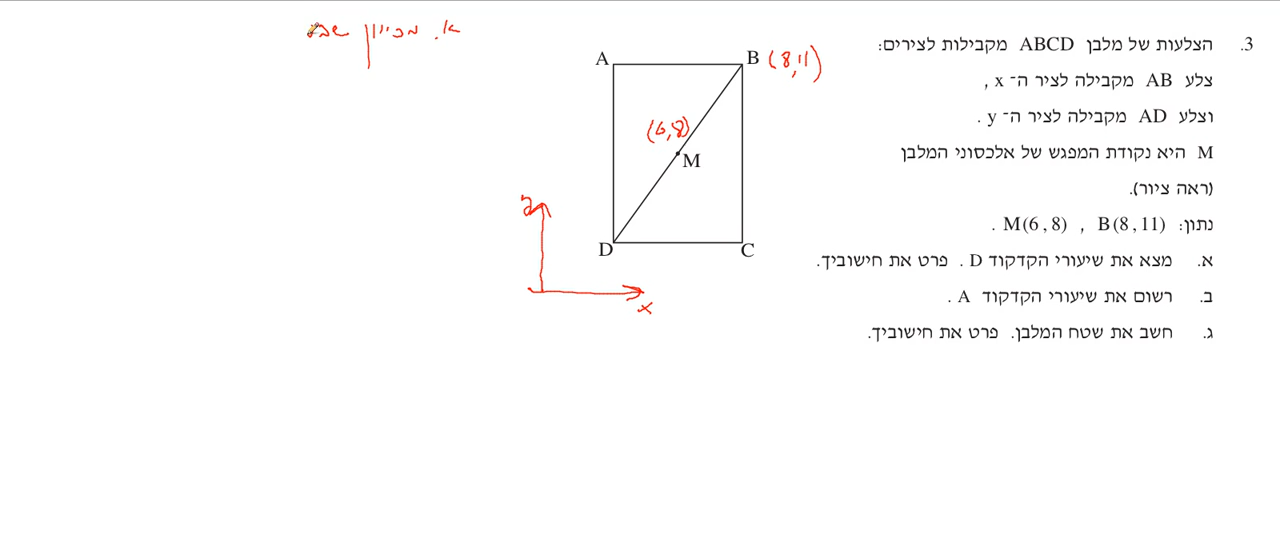 3. הצלעות של מלבן ABCD מקבילות לצירים:
צלע AB מקבילה לציר ה־ x ,
וצלע AD מקבילה לציר ה־ y .
M היא נקודת המפגש של אלכסוני המלבן
(ראה ציור).
נתון: B(8,11) , M(6,8) .
א. מצא את שיעורי הקדקוד D . פרט את חישוביך.
ב. רשום את שיעורי הקדקוד A .
ג. חשב את שטח המלבן. פרט את חישוביך.
A
B (8,11)
(6,8)
M
D
C
y
x
א. מכיוון